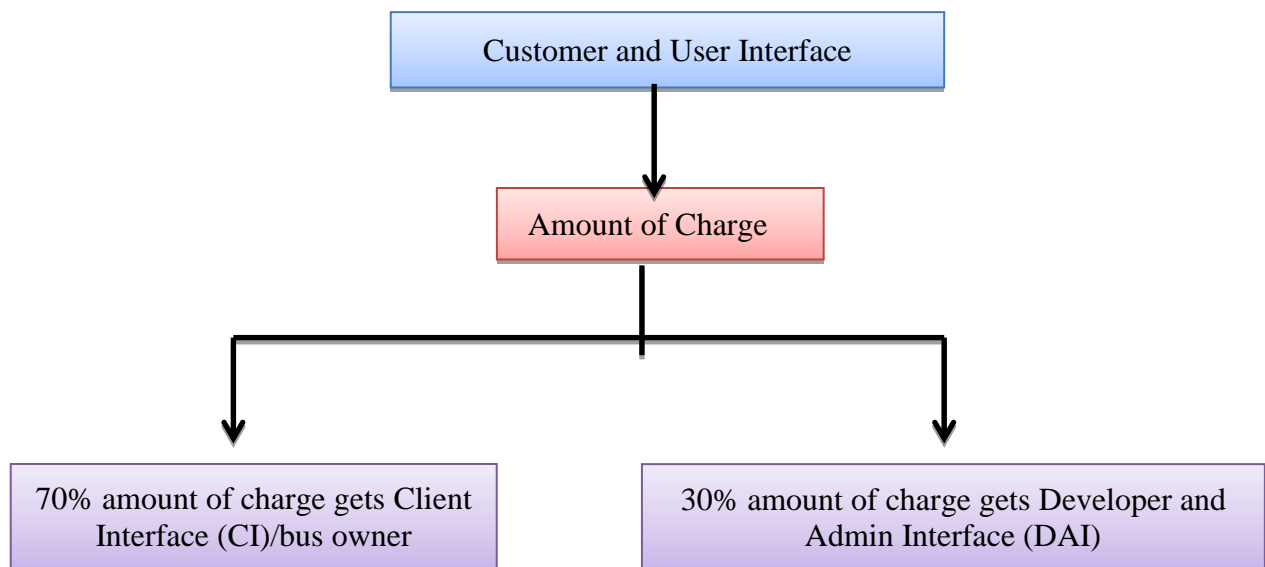 Customer and User Interface
Amount of Charge
70% amount of charge gets Client
Interface (CI)/bus owner
30% amount of charge gets Developer and
Admin Interface (DAI)